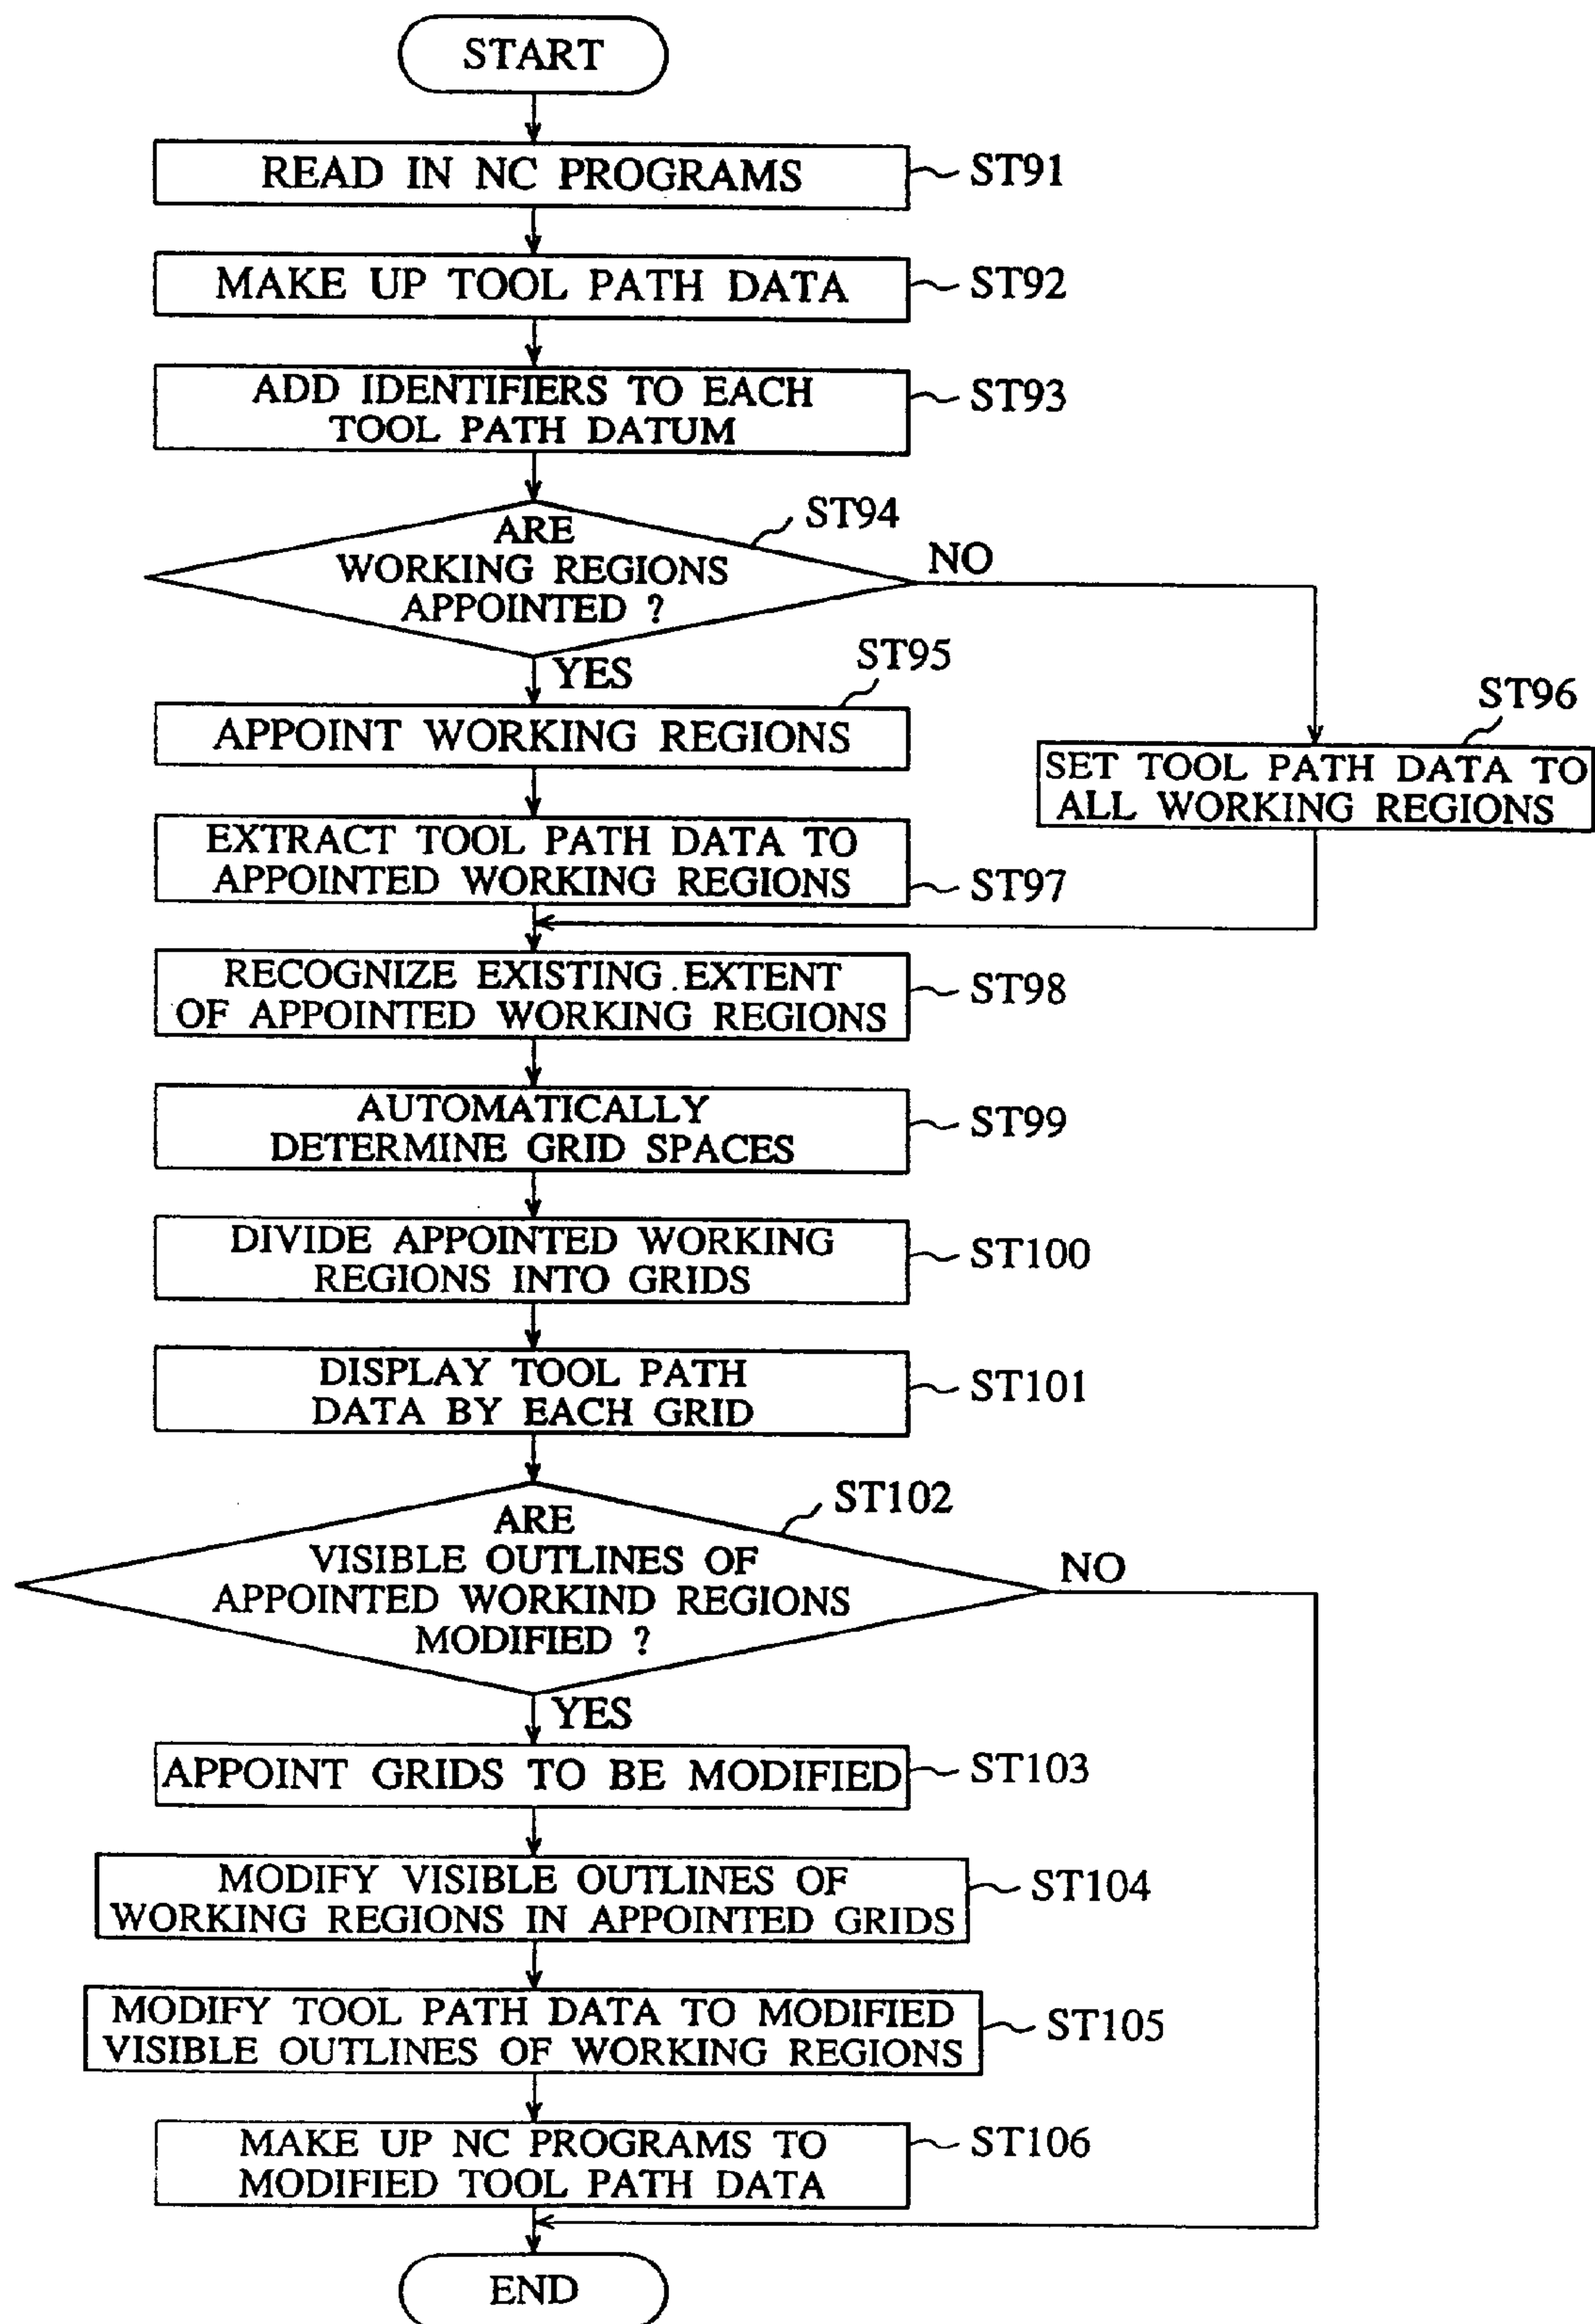 START
READ IN NC PROGRAMS
ST91
MAKE UP TOOL PATH DATA
ST92
ADD IDENTIFIERS TO EACH
TOOL PATH DATUM
ST93
ARE
WORKING REGIONS
APPOINTED ?
ST94
NO
YES
ST95
APPOINT WORKING REGIONS
ST96
SET TOOL PATH DATA TO
ALL WORKING REGIONS
EXTRACT TOOL PATH DATA TO
APPOINTED WORKING REGIONS
ST97
RECOGNIZE EXISTING EXTENT
OF APPOINTED WORKING REGIONS
ST98
AUTOMATICALLY
DETERMINE GRID SPACES
ST99
DIVIDE APPOINTED WORKING
REGIONS INTO GRIDS
ST100
DISPLAY TOOL PATH
DATA BY EACH GRID
ST101
ARE
VISIBLE OUTLINES OF
APPOINTED WORKIND REGIONS
MODIFIED ?
ST102
NO
YES
APPOINT GRIDS TO BE MODIFIED
ST103
MODIFY VISIBLE OUTLINES OF
WORKING REGIONS IN APPOINTED GRIDS
ST104
MODIFY TOOL PATH DATA TO MODIFIED
VISIBLE OUTLINES OF WORKING REGIONS
ST105
MAKE UP NC PROGRAMS TO
MODIFIED TOOL PATH DATA
ST106
END